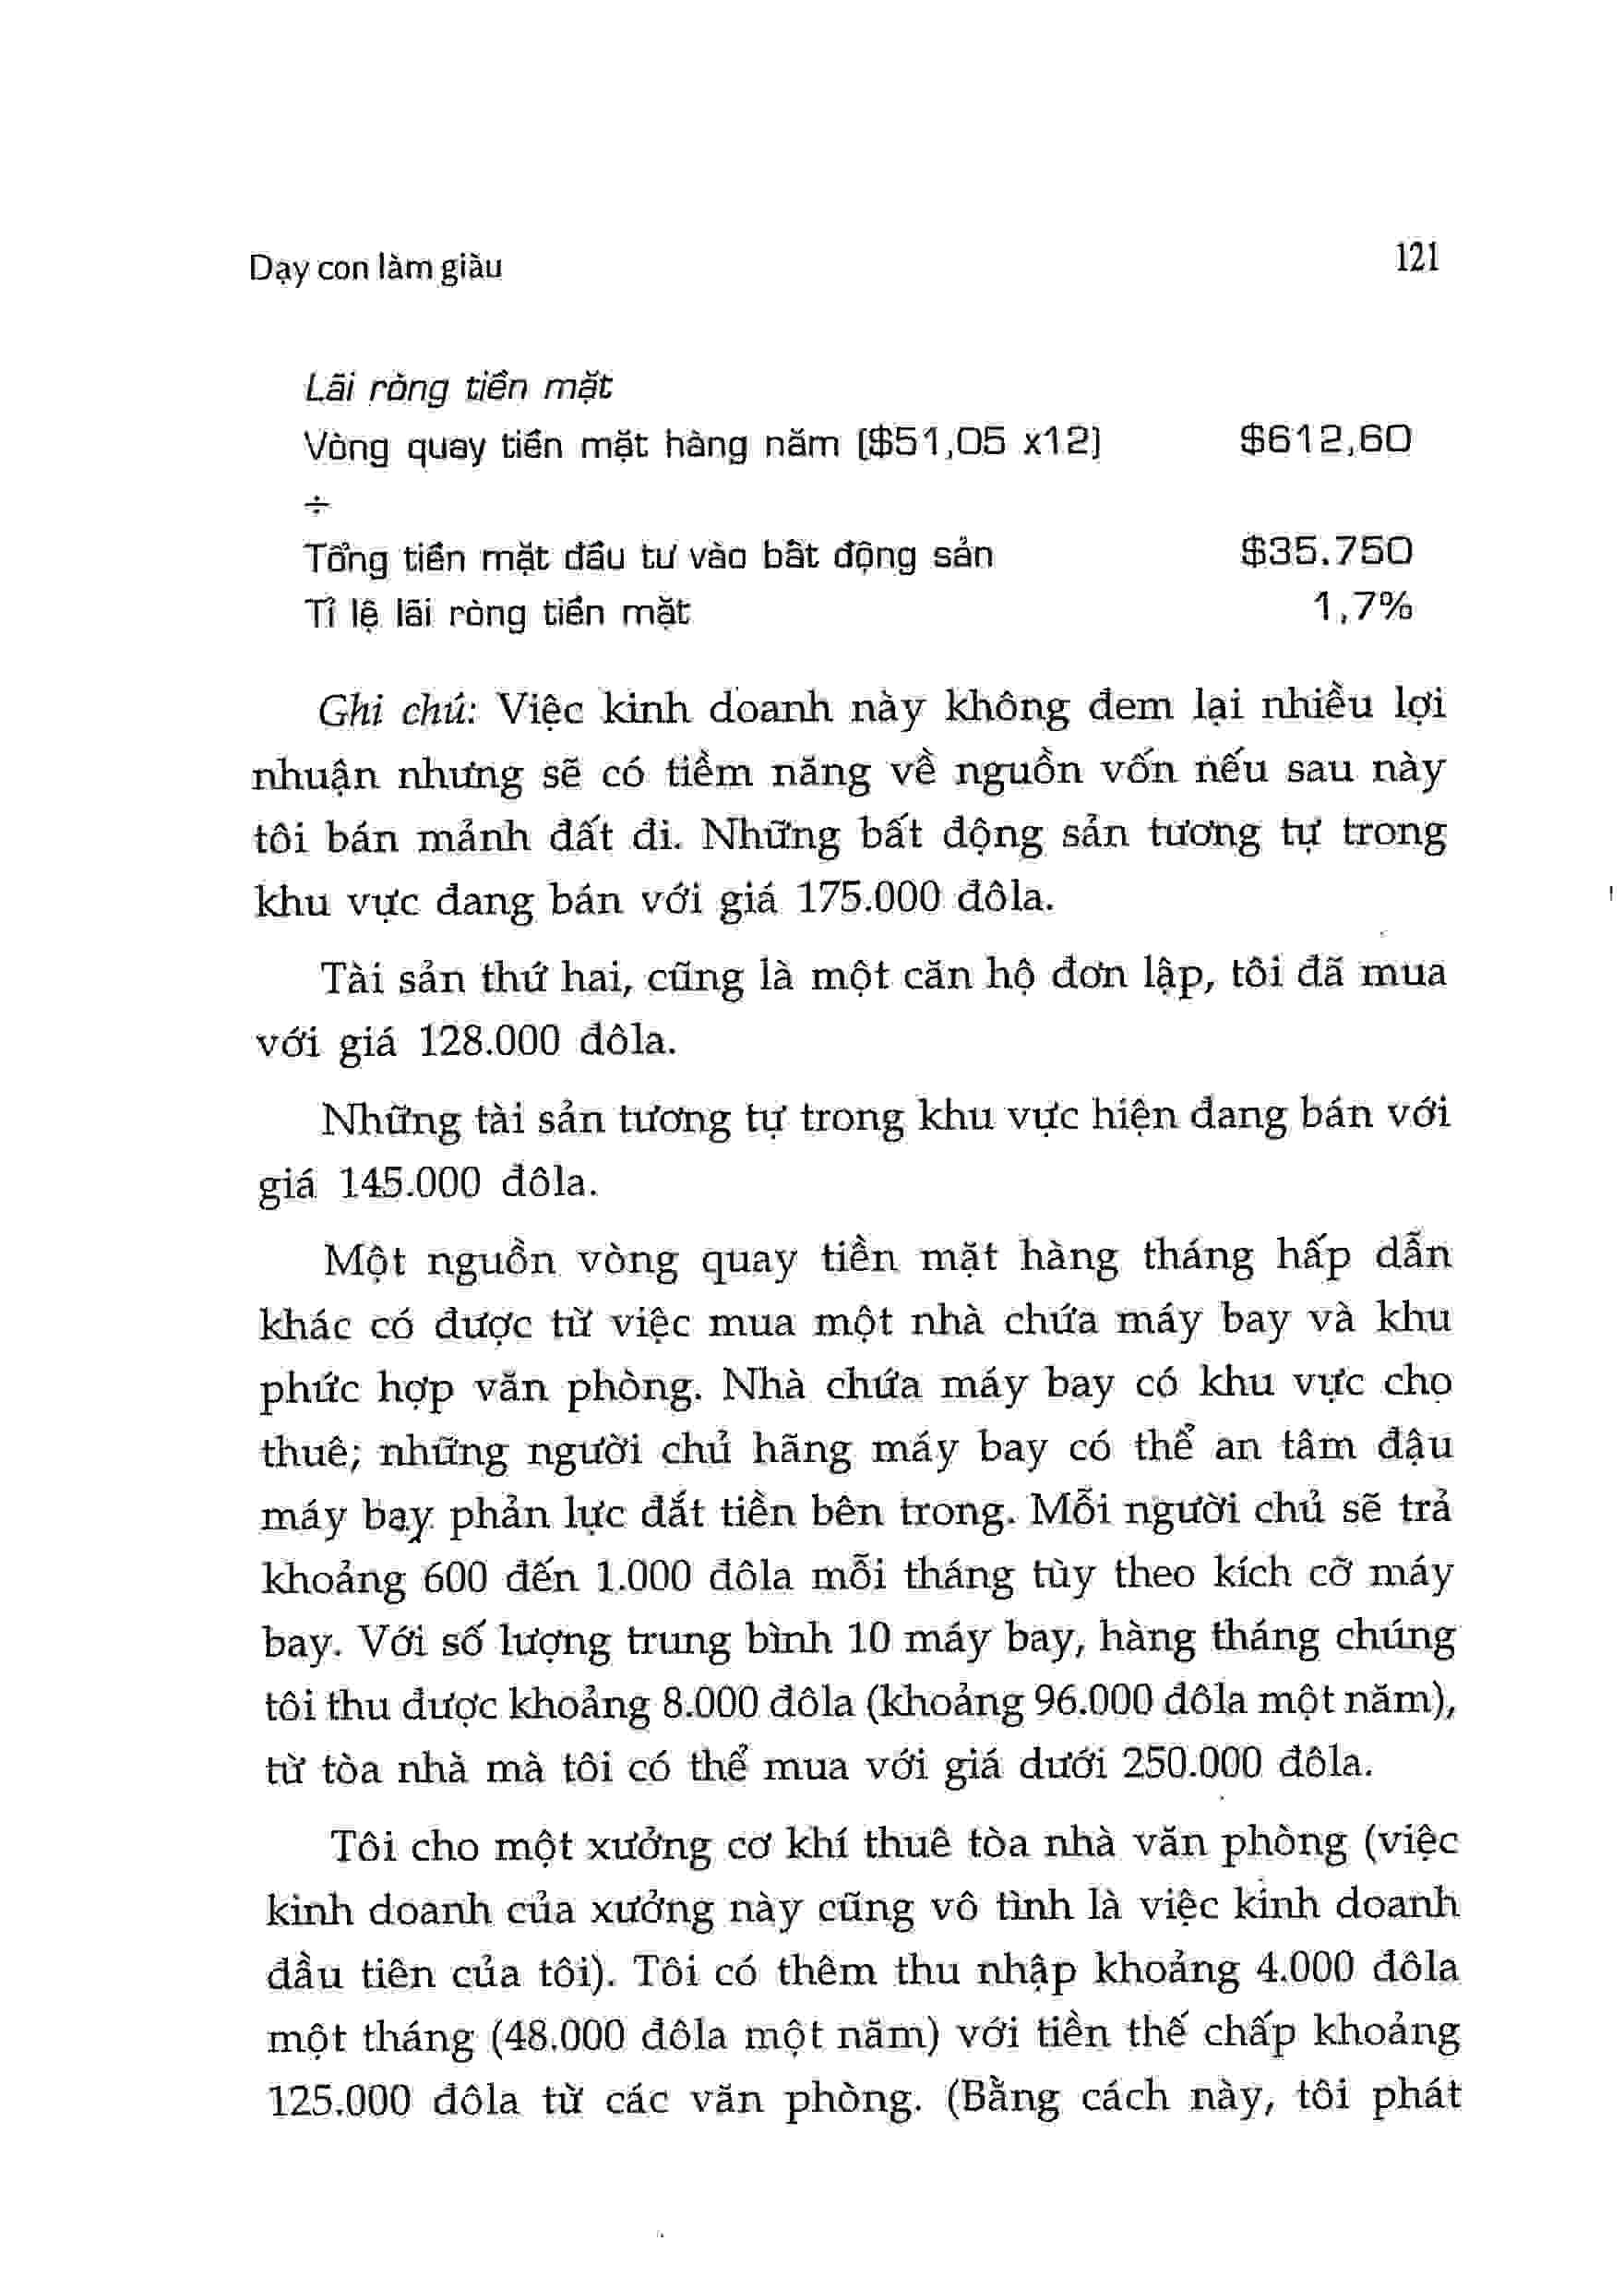 Dạy con làm giàu 121
Lãi ròng tiền mặt
Vòng quay tiền mặt hàng năm ($51,05 x12) $612,60
÷
Tổng tiền mặt đầu tư vào bất động sản $35.750
Tỉ lệ lãi ròng tiền mặt 1,7%
Ghi chú: Việc kinh doanh này không đem lại nhiều lợi
nhuận nhưng sẽ có tiềm năng về nguồn vốn nếu sau này
tôi bán mảnh đất đi. Những bất động sản tương tự trong
khu vực đang bán với giá 175.000 đôla.
Tài sản thứ hai, cũng là một căn hộ đơn lập, tôi đã mua
với giá 128.000 đôla.
Những tài sản tương tự trong khu vực hiện đang bán với
giá 145.000 đôla.
Một nguồn vòng quay tiền mặt hàng tháng hấp dẫn
khác có được từ việc mua một nhà chứa máy bay và khu
phức hợp văn phòng. Nhà chứa máy bay có khu vực cho
thuê; những người chủ hãng máy bay có thể an tâm đậu
máy bay phản lực đắt tiền bên trong. Mỗi người chủ sẽ trả
khoảng 600 đến 1.000 đôla mỗi tháng tùy theo kích cỡ máy
bay. Với số lượng trung bình 10 máy bay, hàng tháng chúng
tôi thu được khoảng 8.000 đôla (khoảng 96.000 đôla một năm),
từ tòa nhà mà tôi có thể mua với giá dưới 250.000 đôla.
Tôi cho một xưởng cơ khí thuê tòa nhà văn phòng (việc
kinh doanh của xưởng này cũng vô tình là việc kinh doanh
đầu tiên của tôi). Tôi có thêm thu nhập khoảng 4.000 đôla
một tháng (48.000 đôla một năm) với tiền thế chấp khoảng
125.000 đôla từ các văn phòng. (Bằng cách này, tôi phát